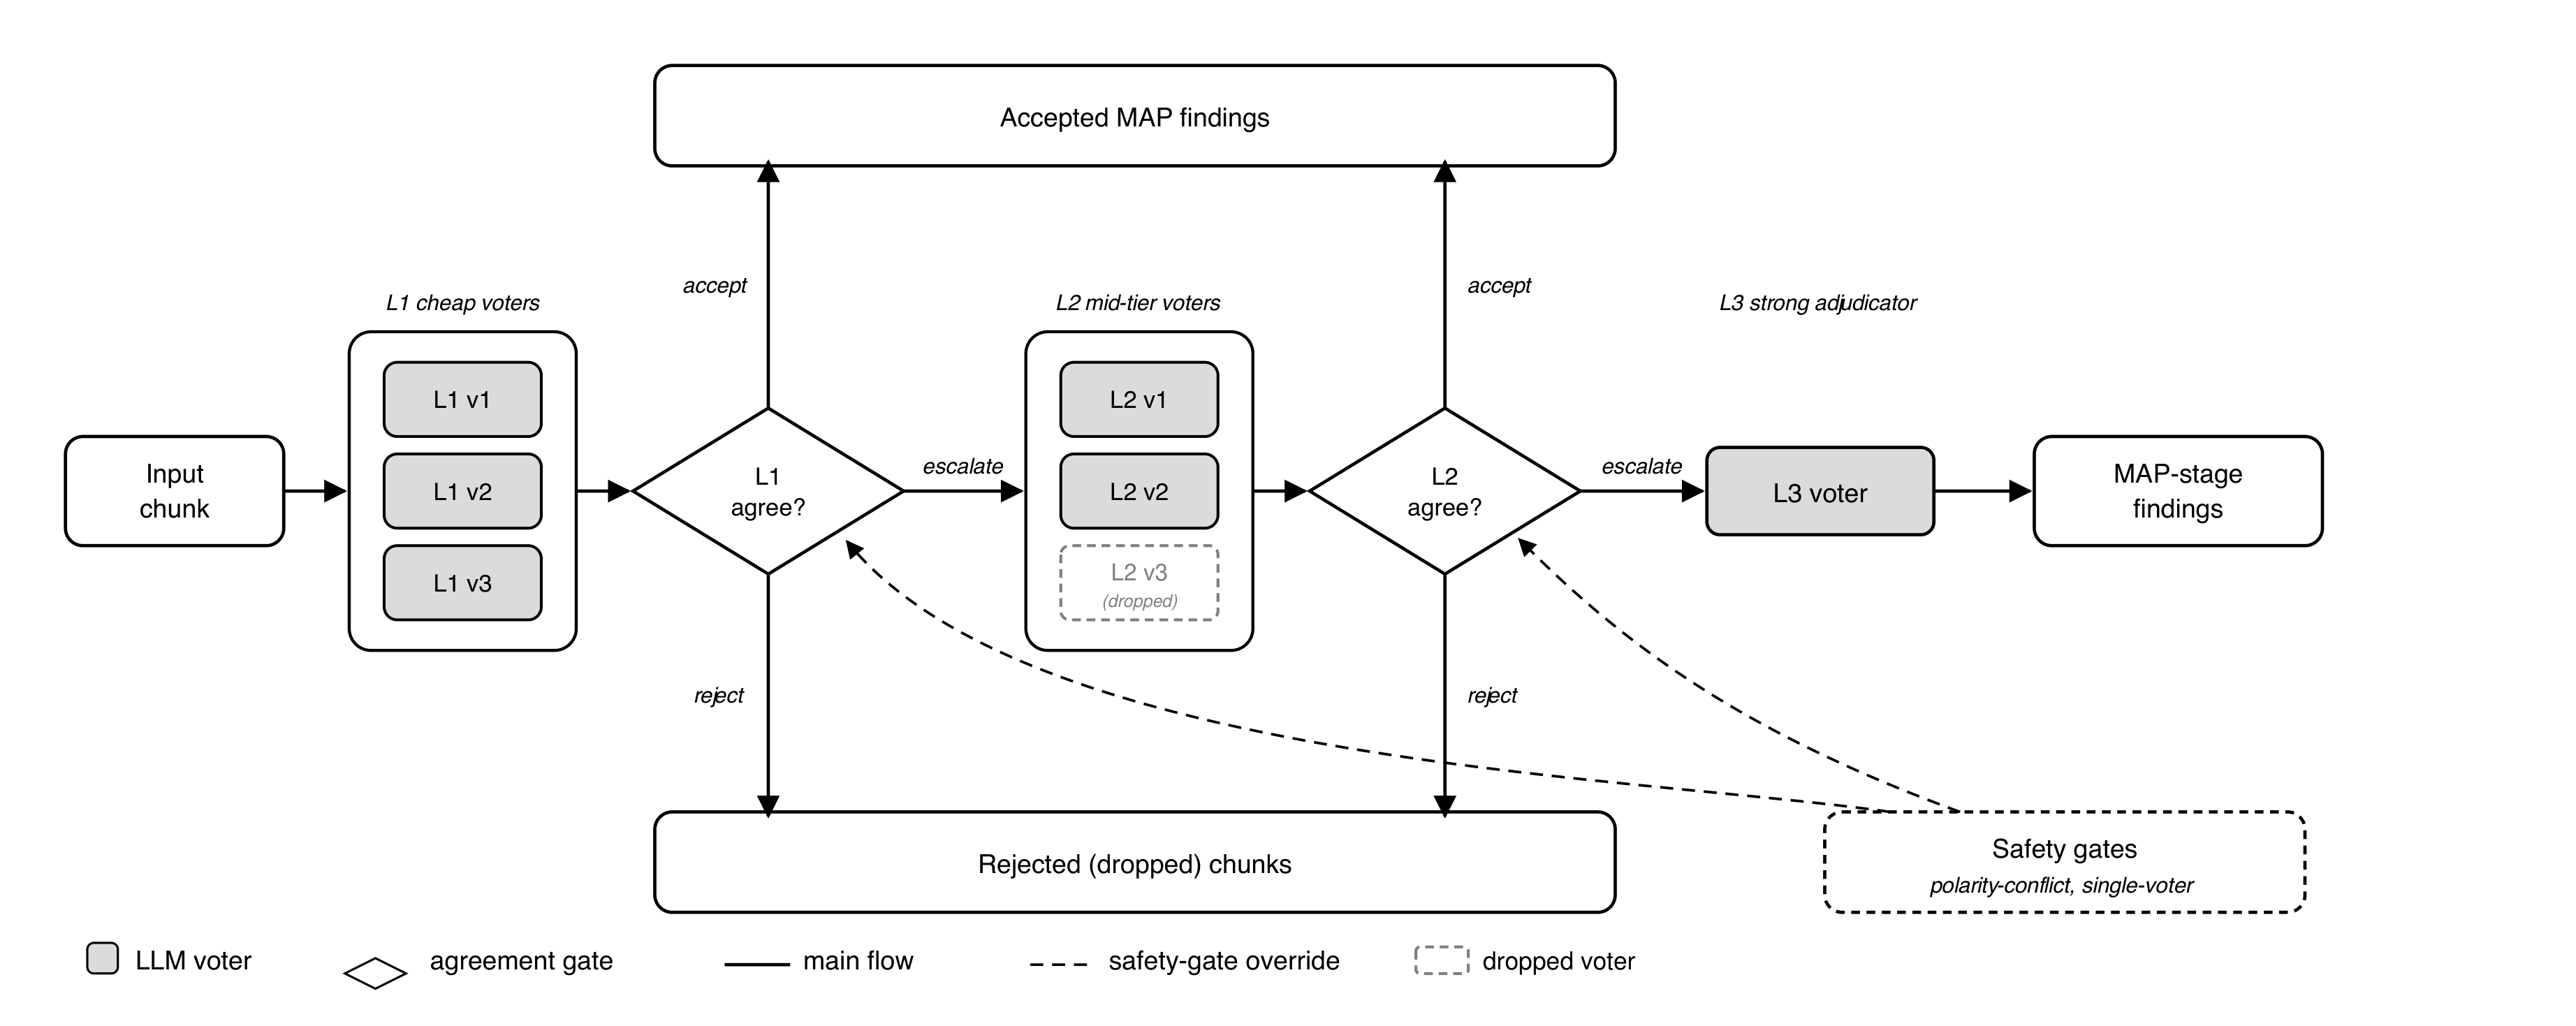 Accepted MAP findings
accept
accept
L1 cheap voters
L2 mid-tier voters
L3 strong adjudicator
Input
chunk
L1 v1
L1 v2
L1 v3
L1
agree?
escalate
L2 v1
L2 v2
L2 v3
(dropped)
L2
agree?
escalate
L3 voter
MAP-stage
findings
reject
reject
Rejected (dropped) chunks
Safety gates
polarity-conflict, single-voter
LLM voter
agreement gate
main flow
safety-gate override
dropped voter